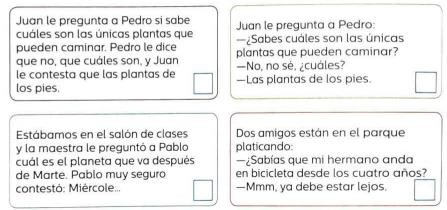 Juan le pregunta a Pedro si sabe
cuáles son las únicas plantas que
pueden caminar. Pedro le dice
que no, que cuáles son, y Juan
le contesta que las plantas de
los pies.
Juan le pregunta a Pedro:
—¿Sabes cuáles son las únicas
plantas que pueden caminar?
—No, no sé, ¿cuáles?
—Las plantas de los pies.
Estábamos en el salón de clases
y la maestra le preguntó a Pablo
cuál es el planeta que va después
de Marte. Pablo muy seguro
contestó: Miércole...
Dos amigos están en el parque
platicando:
—¿Sabías que mi hermano anda
en bicicleta desde los cuatro años?
—Mmm, ya debe estar lejos.